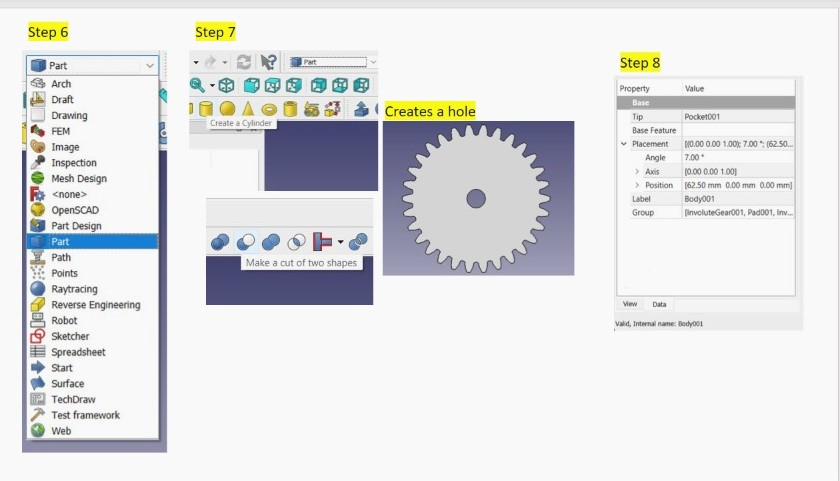 Step 6
Part
Arch
Draft
Drawing
FEM
Image
Inspection
Mesh Design
<none>
OpenSCAD
Part Design
Part
Path
Points
Raytracing
Reverse Engineering
Robot
Sketcher
Spreadsheet
Start
Surface
TechDraw
Test framework
Web
Step 7
Part
Create a Cylinder
Make a cut of two shapes
Creates a hole
Step 8
Property Value
Base
Tip Pocket001
Base Feature
Placement [(0.00 0.00 1.00); 7.00 °; (62.50...
Angle 7.00 °
Axis [0.00 0.00 1.00]
Position [62.50 mm 0.00 mm 0.00 mm]
Label Body001
Group [InvoluteGear001, Pad001, Inv...
View Data
Valid, Internal name: Body001